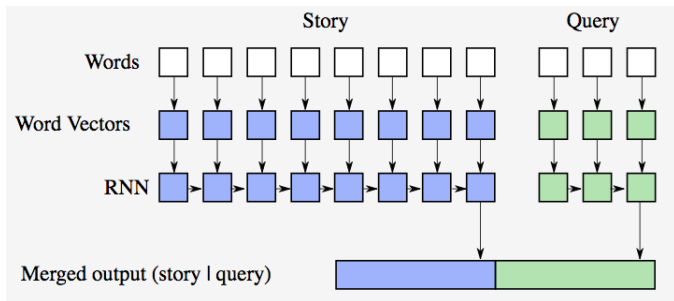 Story Query
Words
Word Vectors
RNN
Merged output (story | query)